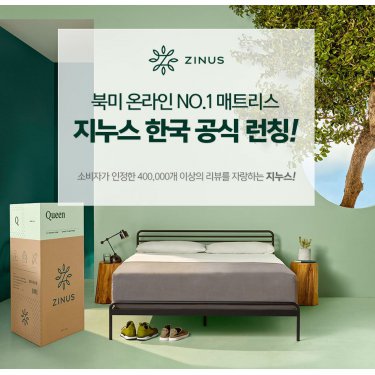 ZINUS
북미 온라인 NO.1 매트리스
지누스 한국 공식 런칭!
소비자가 인정한 400,000개 이상의 리뷰를 자랑하는 지누스!
Queen
Q
ZINUS